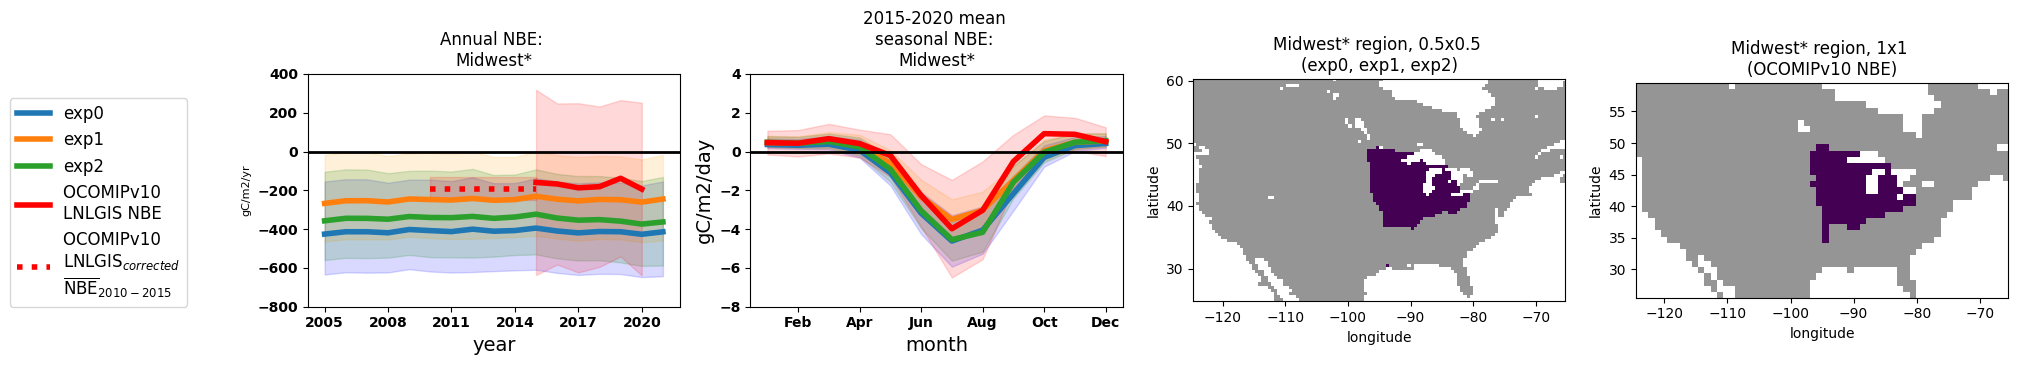 exp0
exp1
exp2
OCOMIPv10
LNLGIS NBE
OCOMIPv10
LNLGIS_corrected
N̅B̅E̅_2010−2015
Annual NBE:
Midwest*
gC/m2/yr
400
200
0
−200
−400
−600
−800
2005
2008
2011
2014
2017
2020
year
2015-2020 mean
seasonal NBE:
Midwest*
gC/m2/day
4
2
0
−2
−4
−6
−8
Feb
Apr
Jun
Aug
Oct
Dec
month
Midwest* region, 0.5x0.5
(exp0, exp1, exp2)
latitude
60
50
40
30
−120
−110
−100
−90
−80
−70
longitude
Midwest* region, 1x1
(OCOMIPv10 NBE)
latitude
55
50
45
40
35
30
−120
−110
−100
−90
−80
−70
longitude